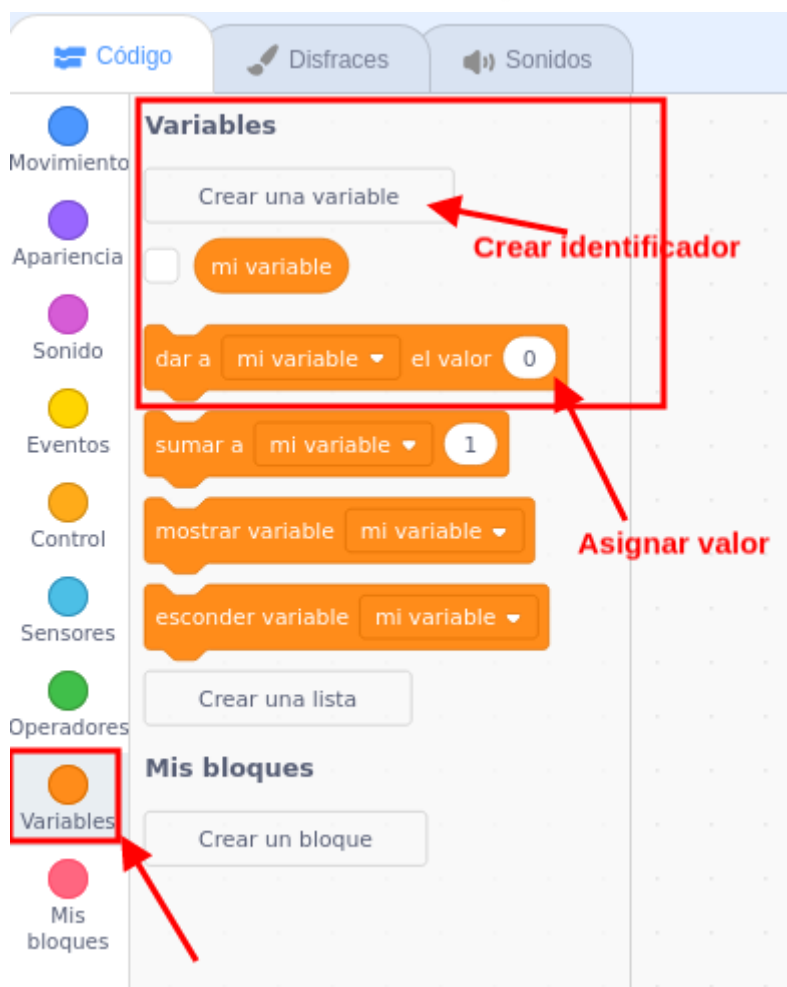 Código
Disfraces
Sonidos
Movimiento
Apariencia
Sonido
Eventos
Control
Sensores
Operadores
Variables
Mis
bloques
Variables
Crear una variable
Crear identificador
mi variable
dar a mi variable el valor 0
sumar a mi variable 1
mostrar variable mi variable
Asignar valor
esconder variable mi variable
Crear una lista
Mis bloques
Crear un bloque